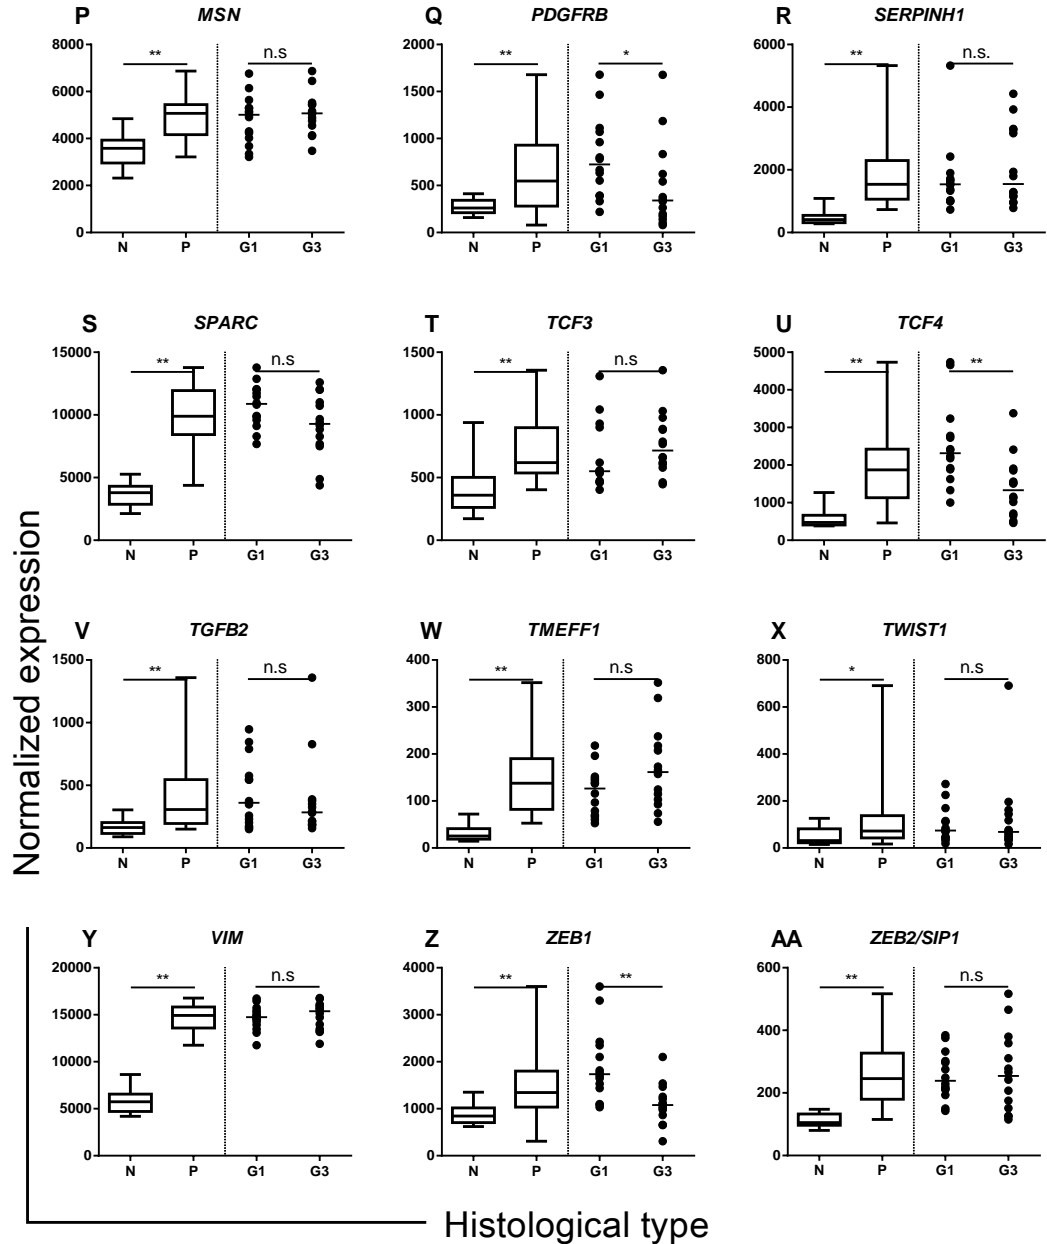 P MSN
8000
6000
4000
2000
0
**
n.s
N P G1 G3
Q PDGFRB
2000
1500
1000
500
0
**
*
N P G1 G3
R SERPINH1
6000
4000
2000
0
**
n.s.
N P G1 G3
S SPARC
15000
10000
5000
0
**
n.s
N P G1 G3
T TCF3
1500
1000
500
0
**
n.s
N P G1 G3
U TCF4
5000
4000
3000
2000
1000
0
**
**
N P G1 G3
V TGFB2
1500
1000
500
0
**
n.s
N P G1 G3
W TMEFF1
400
300
200
100
0
**
n.s
N P G1 G3
X TWIST1
800
600
400
200
0
*
n.s
N P G1 G3
Y VIM
20000
15000
10000
5000
0
**
n.s
N P G1 G3
Z ZEB1
4000
3000
2000
1000
0
**
**
N P G1 G3
AA ZEB2/SIP1
600
400
200
0
**
n.s
N P G1 G3
Normalized expression
Histological type